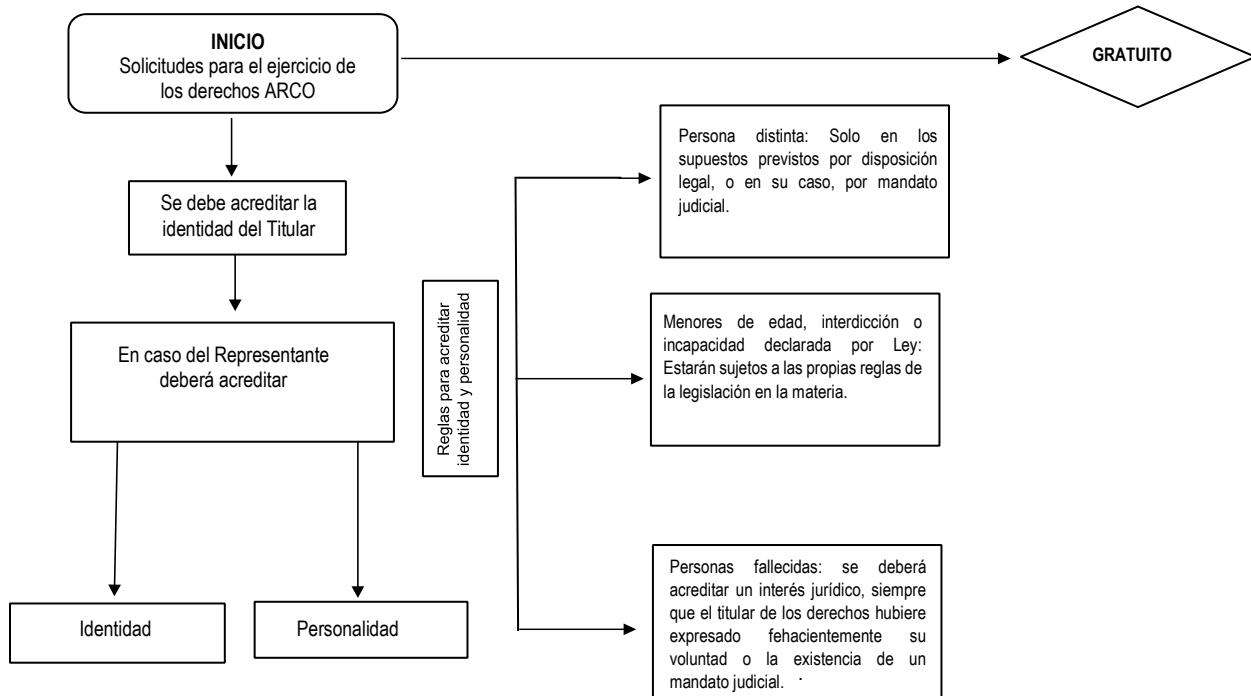 INICIO
Solicitudes para el ejercicio de
los derechos ARCO
GRATUITO
Se debe acreditar la
identidad del Titular
En caso del Representante
deberá acreditar
Identidad
Personalidad
Reglas para acreditar
identidad y personalidad
Persona distinta: Solo en los
supuestos previstos por disposición
legal, o en su caso, por mandato
judicial.
Menores de edad, interdicción o
incapacidad declarada por Ley:
Estarán sujetos a las propias reglas de
la legislación en la materia.
Personas fallecidas: se deberá
acreditar un interés jurídico, siempre
que el titular de los derechos hubiere
expresado fehacientemente su
voluntad o la existencia de un
mandato judicial. .